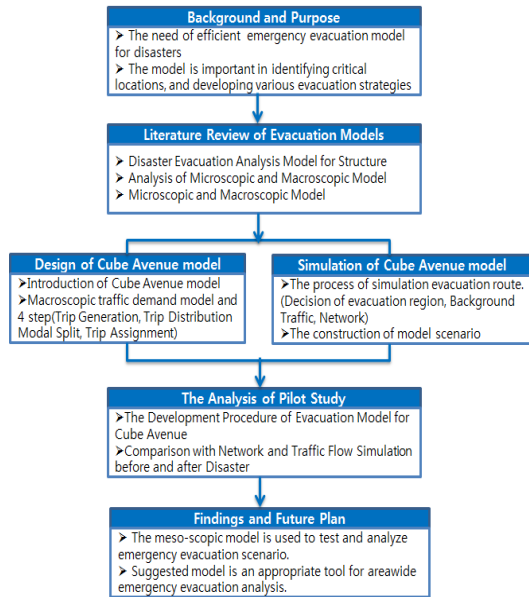 Background and Purpose
➤ The need of efficient emergency evacuation model
for disasters
➤ The model is important in identifying critical
locations, and developing various evacuation strategies
Literature Review of Evacuation Models
➤ Disaster Evacuation Analysis Model for Structure
➤ Analysis of Microscopic and Macroscopic Model
➤ Microscopic and Macroscopic Model
Design of Cube Avenue model
➤Introduction of Cube Avenue model
➤Macroscopic traffic demand model and
4 step(Trip Generation, Trip Distribution
Modal Split, Trip Assignment)
Simulation of Cube Avenue model
➤The process of simulation evacuation route.
(Decision of evacuation region, Background
Traffic, Network)
➤The construction of model scenario
The Analysis of Pilot Study
➤The Development Procedure of Evacuation Model for
Cube Avenue
➤Comparison with Network and Traffic Flow Simulation
before and after Disaster
Findings and Future Plan
➤ The meso-scopic model is used to test and analyze
emergency evacuation scenario.
➤ Suggested model is an appropriate tool for areawide
emergency evacuation analysis.